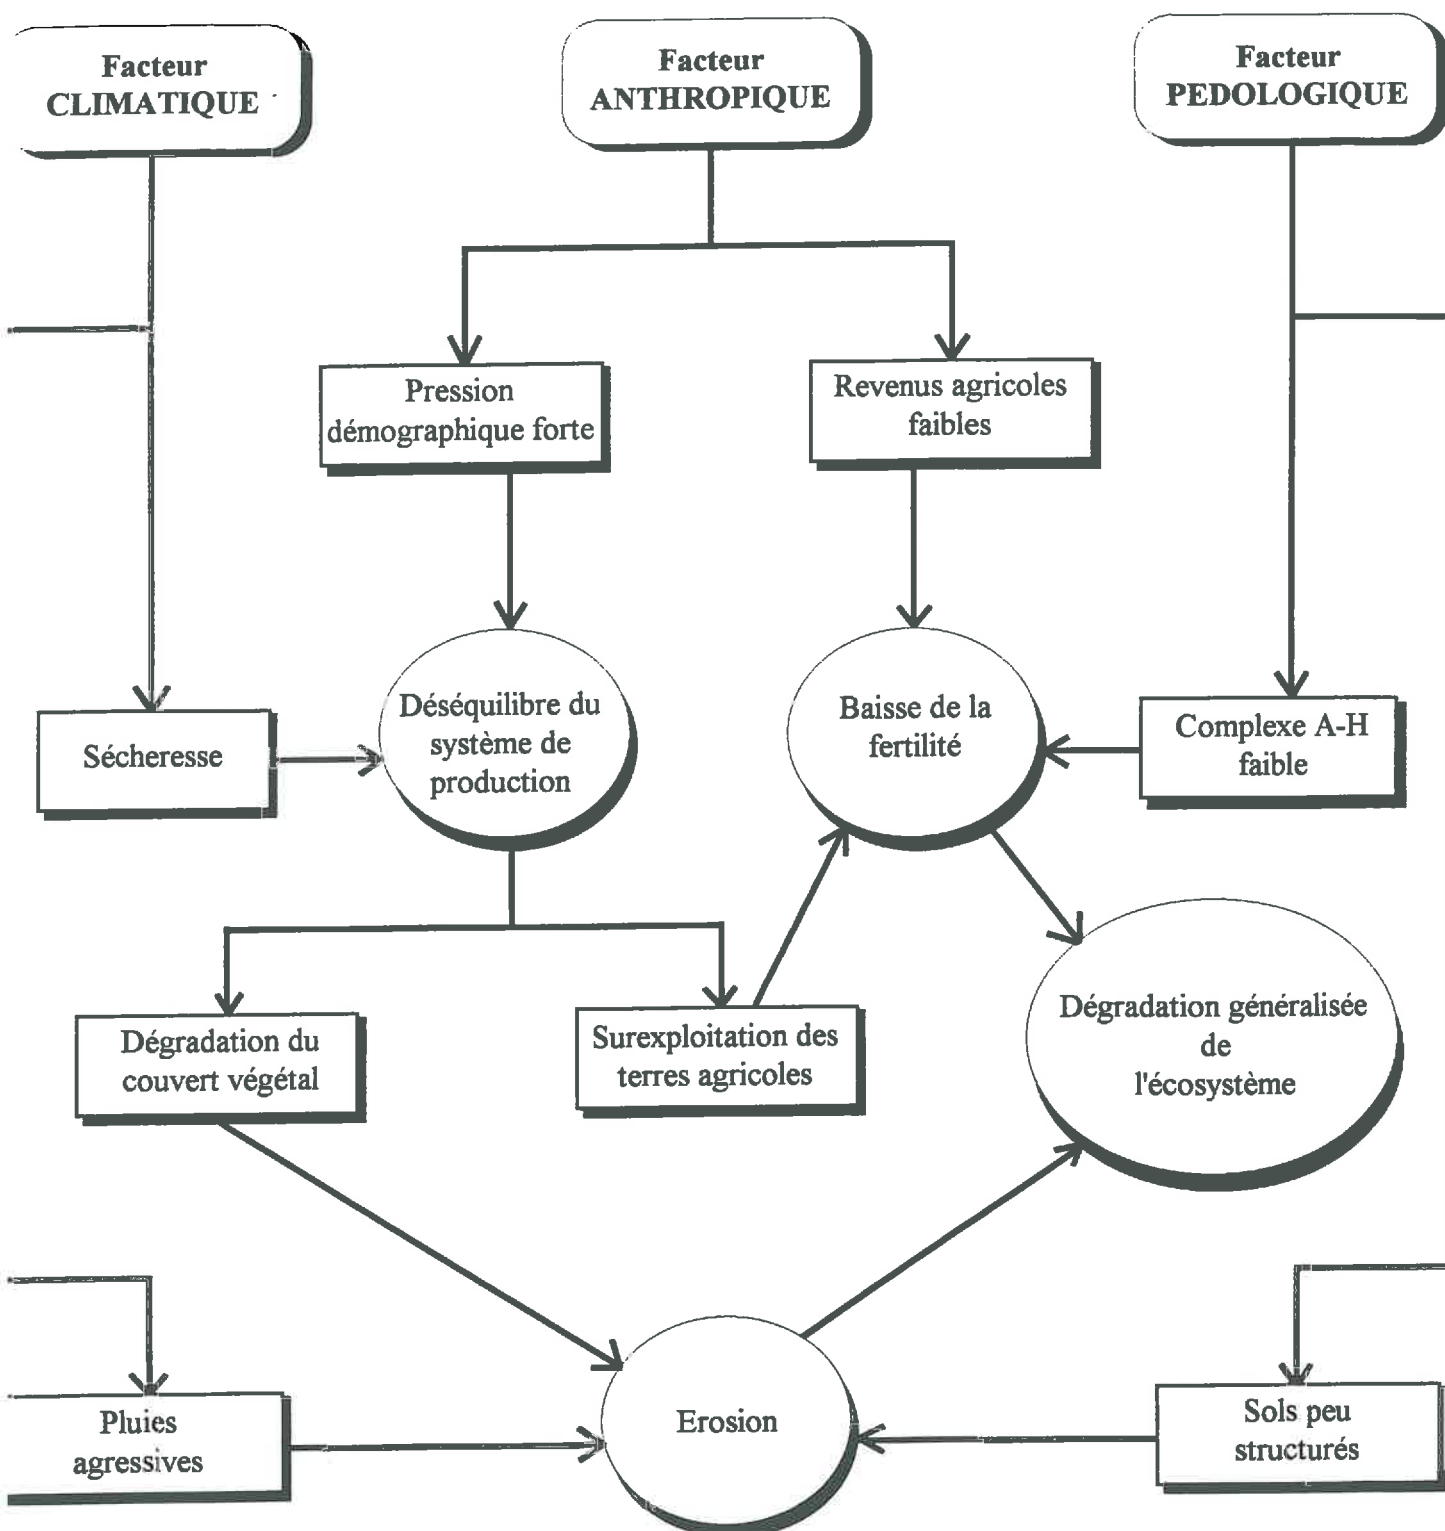 Facteur
CLIMATIQUE
Facteur
ANTHROPIQUE
Facteur
PEDOLOGIQUE
Pression
démographique forte
Revenus agricoles
faibles
Sécheresse
Déséquilibre du
système de
production
Baisse de la
fertilité
Complexe A-H
faible
Dégradation du
couvert végétal
Surexploitation des
terres agricoles
Dégradation généralisée
de
l'écosystème
Pluies
agressives
Erosion
Sols peu
structurés